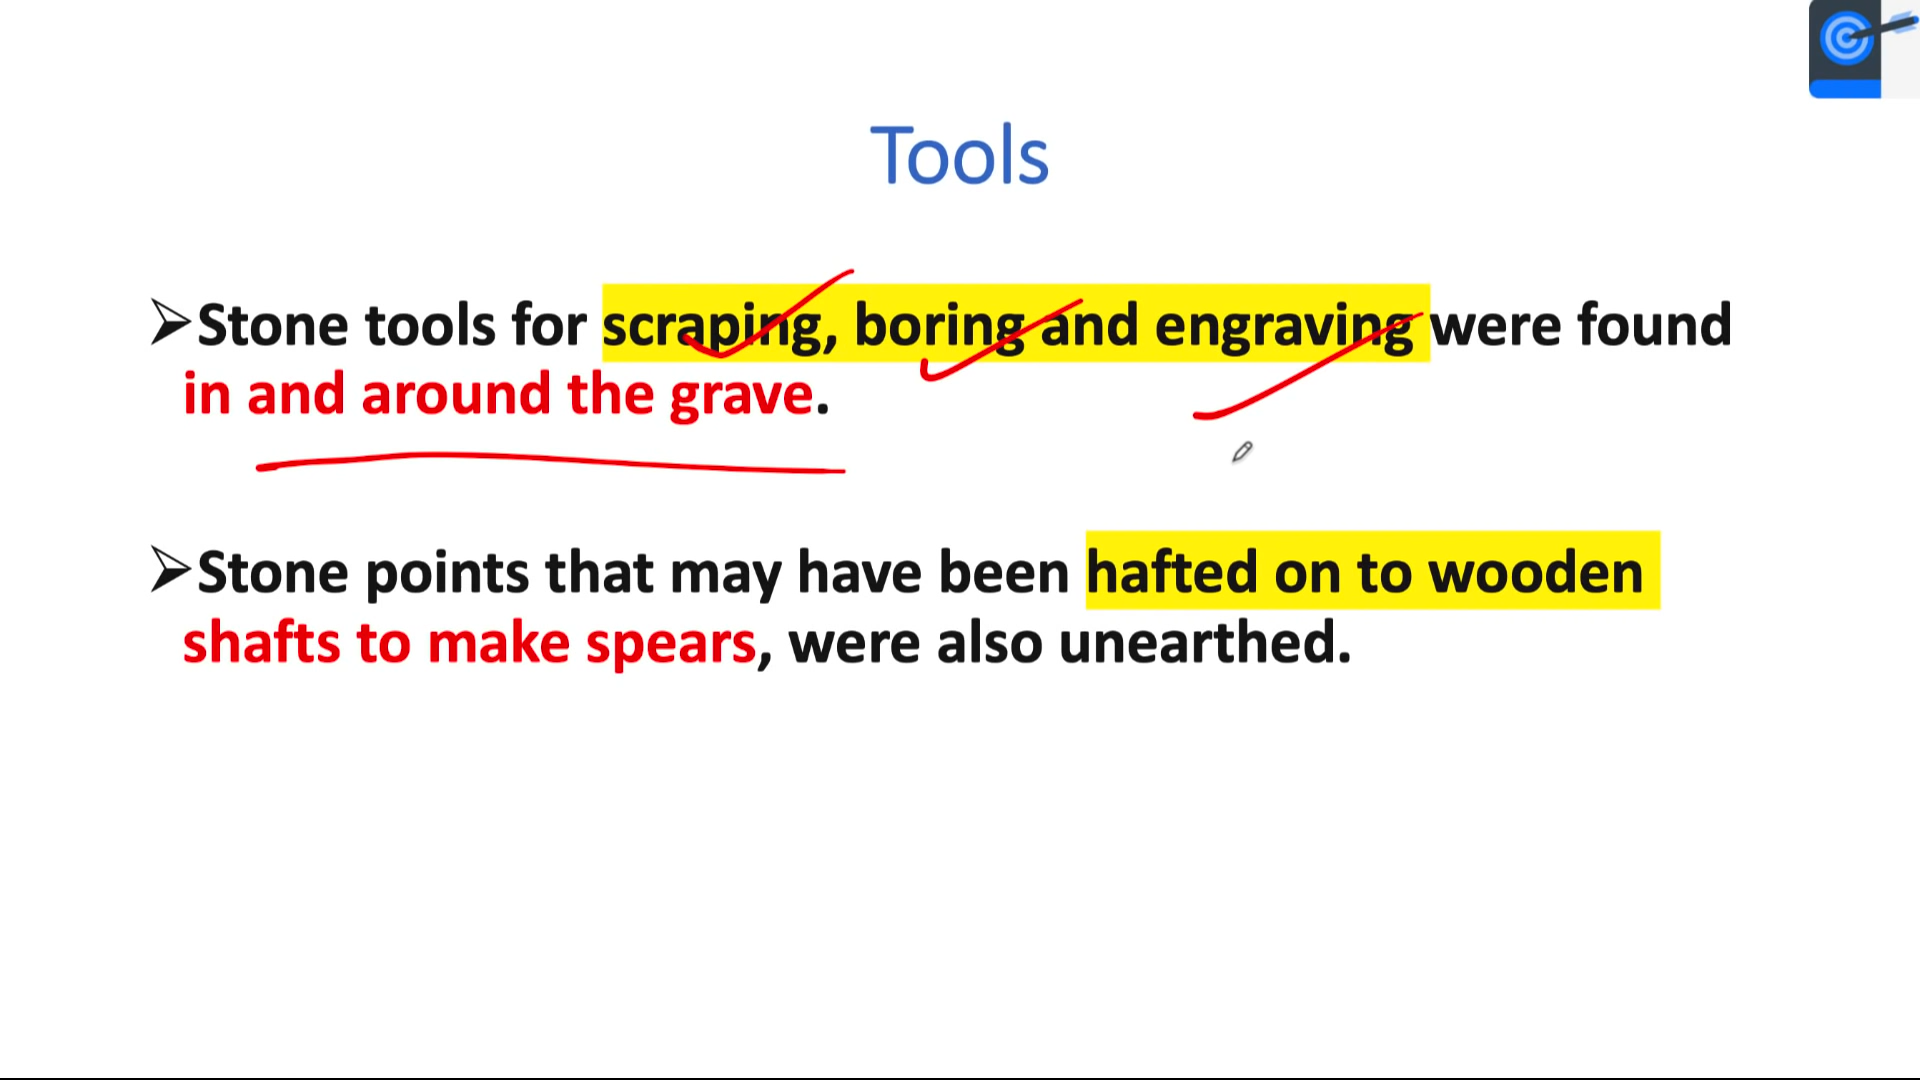 Tools
➢Stone tools for scraping, boring and engraving were found
in and around the grave.
➢Stone points that may have been hafted on to wooden
shafts to make spears, were also unearthed.